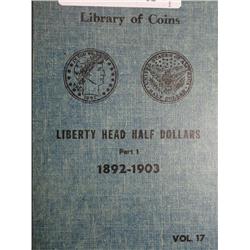 Library of Coins
LIBERTY HEAD HALF DOLLARS
Part 1
1892-1903
VOL. 17